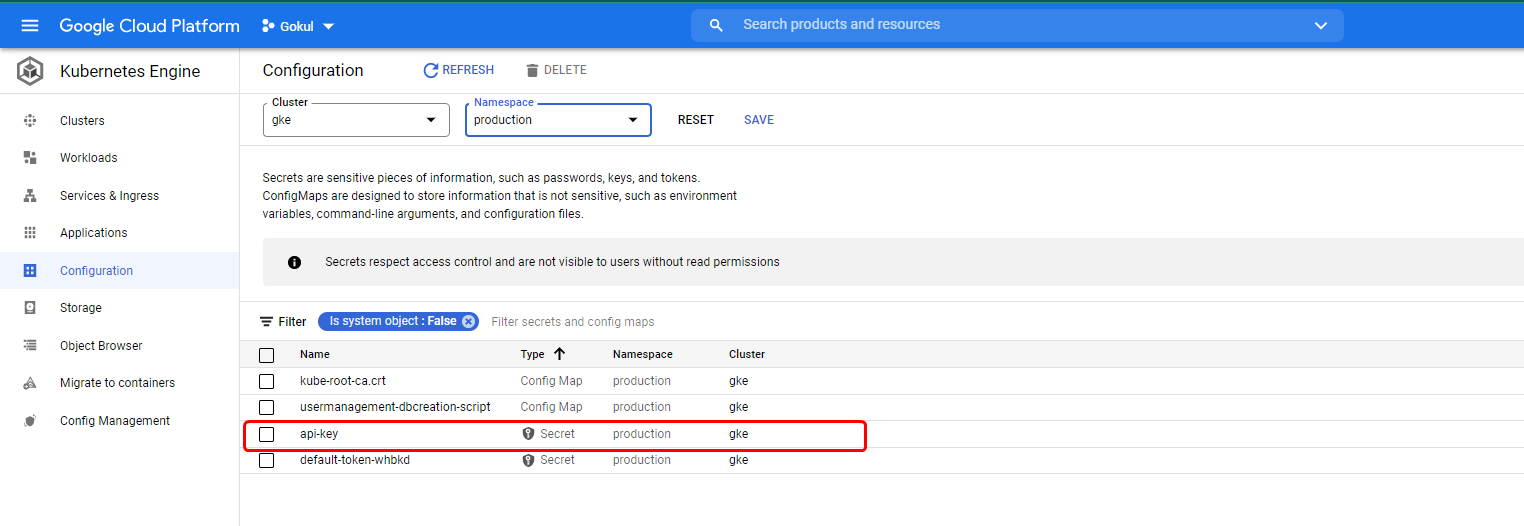 Google Cloud Platform Gokul Search products and resources
Kubernetes Engine Configuration REFRESH DELETE
Clusters
Workloads
Services & Ingress
Applications
Configuration
Storage
Object Browser
Migrate to containers
Config Management
Cluster Namespace
gke production RESET SAVE
Secrets are sensitive pieces of information, such as passwords, keys, and tokens.
ConfigMaps are designed to store information that is not sensitive, such as environment
variables, command-line arguments, and configuration files.
Secrets respect access control and are not visible to users without read permissions
Filter Is system object : False Filter secrets and config maps
Name Type Namespace Cluster
kube-root-ca.crt Config Map production gke
usermanagement-dbcreation-script Config Map production gke
api-key Secret production gke
default-token-whbkd Secret production gke